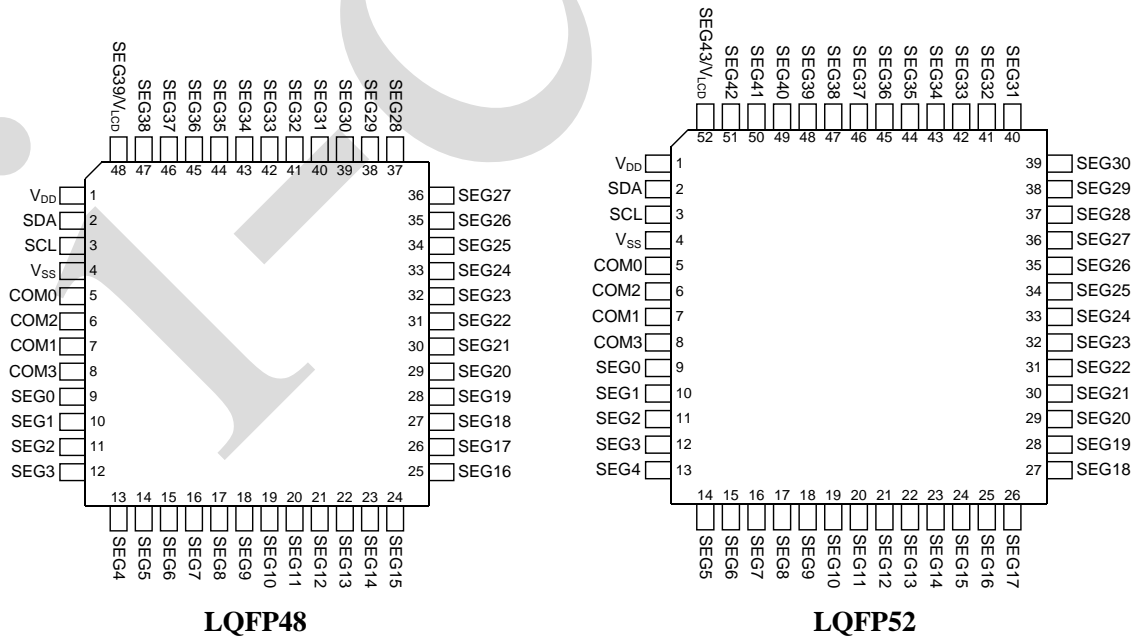 SEG39/VLCD
SEG38
SEG37
SEG36
SEG35
SEG34
SEG33
SEG32
SEG31
SEG30
SEG29
SEG28
48 47 46 45 44 43 42 41 40 39 38 37
VDD 1 36 SEG27
SDA 2 35 SEG26
SCL 3 34 SEG25
VSS 4 33 SEG24
COM0 5 32 SEG23
COM2 6 31 SEG22
COM1 7 30 SEG21
COM3 8 29 SEG20
SEG0 9 28 SEG19
SEG1 10 27 SEG18
SEG2 11 26 SEG17
SEG3 12 25 SEG16
13 14 15 16 17 18 19 20 21 22 23 24
SEG4
SEG5
SEG6
SEG7
SEG8
SEG9
SEG10
SEG11
SEG12
SEG13
SEG14
SEG15
LQFP48
SEG43/VLCD
SEG42
SEG41
SEG40
SEG39
SEG38
SEG37
SEG36
SEG35
SEG34
SEG33
SEG32
SEG31
52 51 50 49 48 47 46 45 44 43 42 41 40
VDD 1 39 SEG30
SDA 2 38 SEG29
SCL 3 37 SEG28
VSS 4 36 SEG27
COM0 5 35 SEG26
COM2 6 34 SEG25
COM1 7 33 SEG24
COM3 8 32 SEG23
SEG0 9 31 SEG22
SEG1 10 30 SEG21
SEG2 11 29 SEG20
SEG3 12 28 SEG19
SEG4 13 27 SEG18
14 15 16 17 18 19 20 21 22 23 24 25 26
SEG5
SEG6
SEG7
SEG8
SEG9
SEG10
SEG11
SEG12
SEG13
SEG14
SEG15
SEG16
SEG17
LQFP52